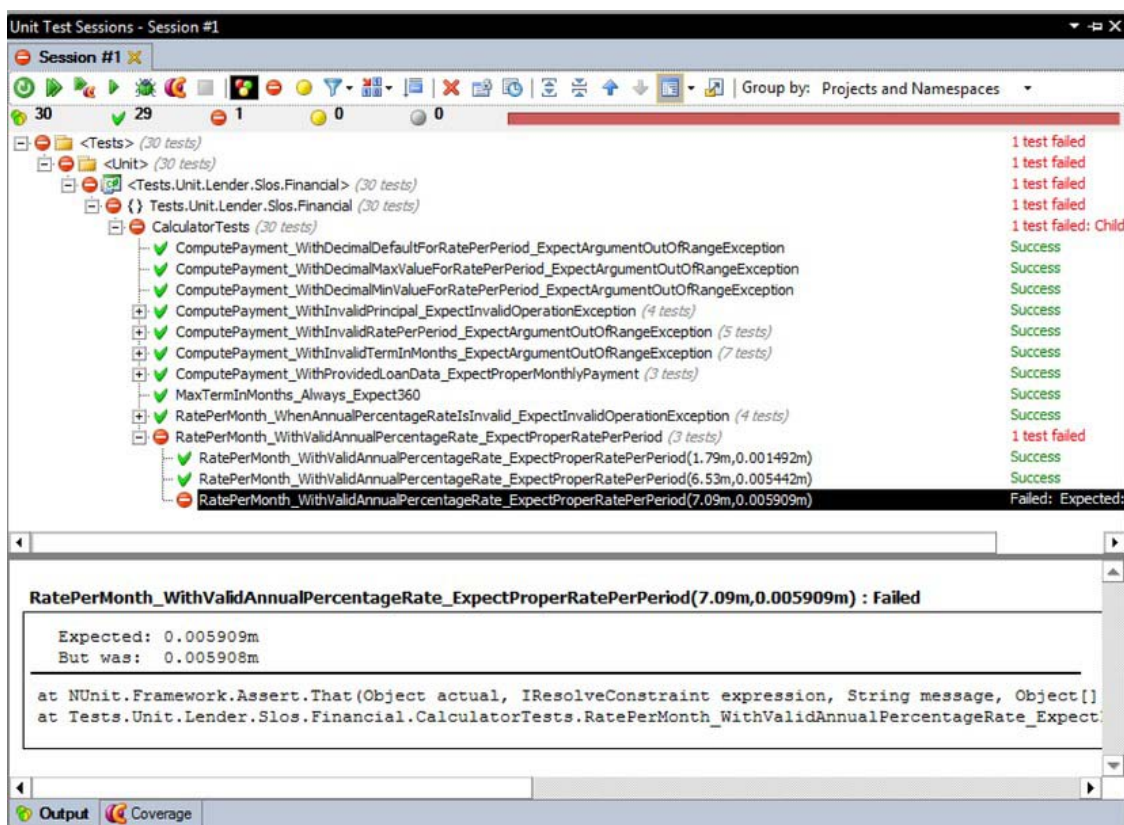 Unit Test Sessions - Session #1
Session #1
Group by: Projects and Namespaces
30 29 1 0 0
<Tests> (30 tests) 1 test failed
<Unit> (30 tests) 1 test failed
<Tests.Unit.Lender.Slos.Financial> (30 tests) 1 test failed
{} Tests.Unit.Lender.Slos.Financial (30 tests) 1 test failed
CalculatorTests (30 tests) 1 test failed: Child
ComputePayment_WithDecimalDefaultForRatePerPeriod_ExpectArgumentOutOfRangeException Success
ComputePayment_WithDecimalMaxValueForRatePerPeriod_ExpectArgumentOutOfRangeException Success
ComputePayment_WithDecimalMinValueForRatePerPeriod_ExpectArgumentOutOfRangeException Success
ComputePayment_WithInvalidPrincipal_ExpectInvalidOperationException (4 tests) Success
ComputePayment_WithInvalidRatePerPeriod_ExpectArgumentOutOfRangeException (5 tests) Success
ComputePayment_WithInvalidTermInMonths_ExpectArgumentOutOfRangeException (7 tests) Success
ComputePayment_WithProvidedLoanData_ExpectProperMonthlyPayment (3 tests) Success
MaxTermInMonths_Always_Expect360 Success
RatePerMonth_WhenAnnualPercentageRateIsInvalid_ExpectInvalidOperationException (4 tests) Success
RatePerMonth_WithValidAnnualPercentageRate_ExpectProperRatePerPeriod (3 tests) 1 test failed
RatePerMonth_WithValidAnnualPercentageRate_ExpectProperRatePerPeriod(1.79m,0.001492m) Success
RatePerMonth_WithValidAnnualPercentageRate_ExpectProperRatePerPeriod(6.53m,0.005442m) Success
RatePerMonth_WithValidAnnualPercentageRate_ExpectProperRatePerPeriod(7.09m,0.005909m) Failed: Expected:
RatePerMonth_WithValidAnnualPercentageRate_ExpectProperRatePerPeriod(7.09m,0.005909m) : Failed
Expected: 0.005909m
But was: 0.005908m
at NUnit.Framework.Assert.That(Object actual, IResolveConstraint expression, String message, Object[]
at Tests.Unit.Lender.Slos.Financial.CalculatorTests.RatePerMonth_WithValidAnnualPercentageRate_Expect
Output Coverage